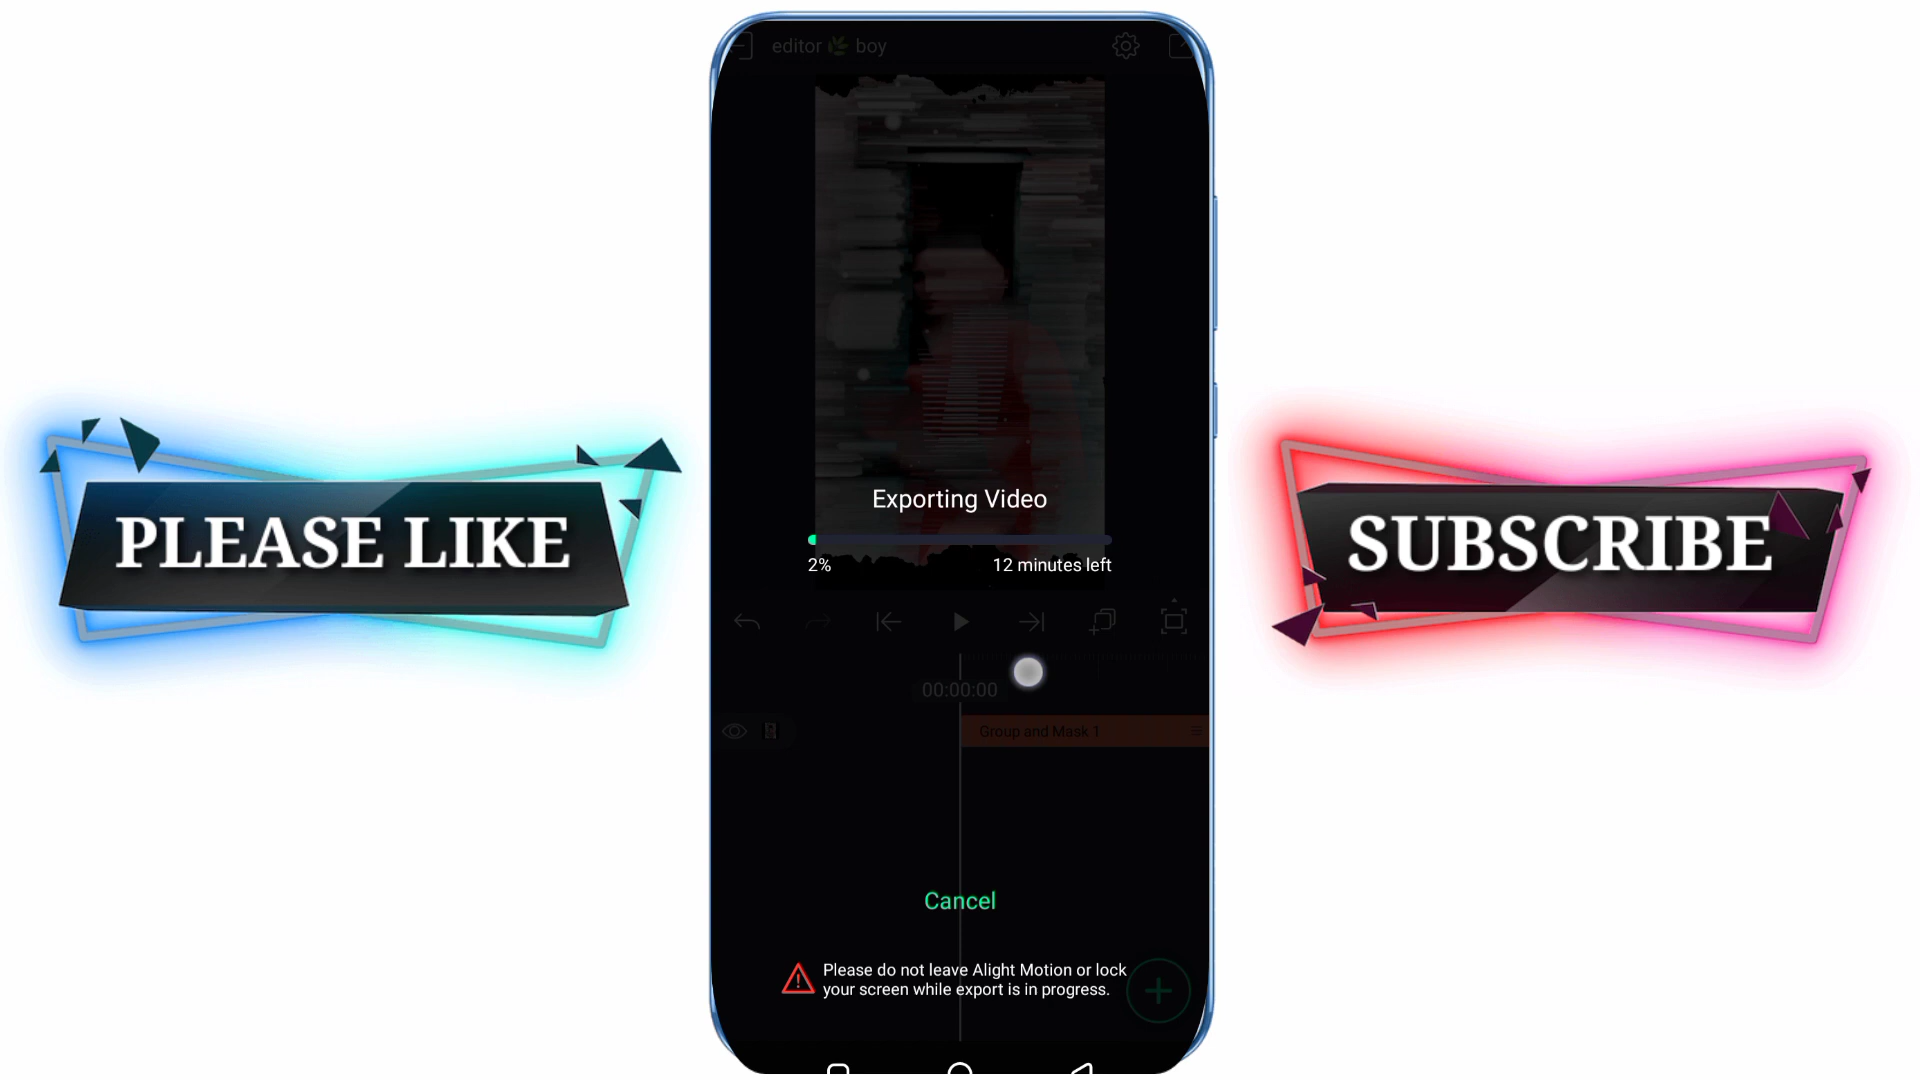 editor 🌿 boy
PLEASE LIKE
Exporting Video
2%
12 minutes left
SUBSCRIBE
00:00:00
Group and Mask 1
Cancel
Please do not leave Alight Motion or lock
your screen while export is in progress.